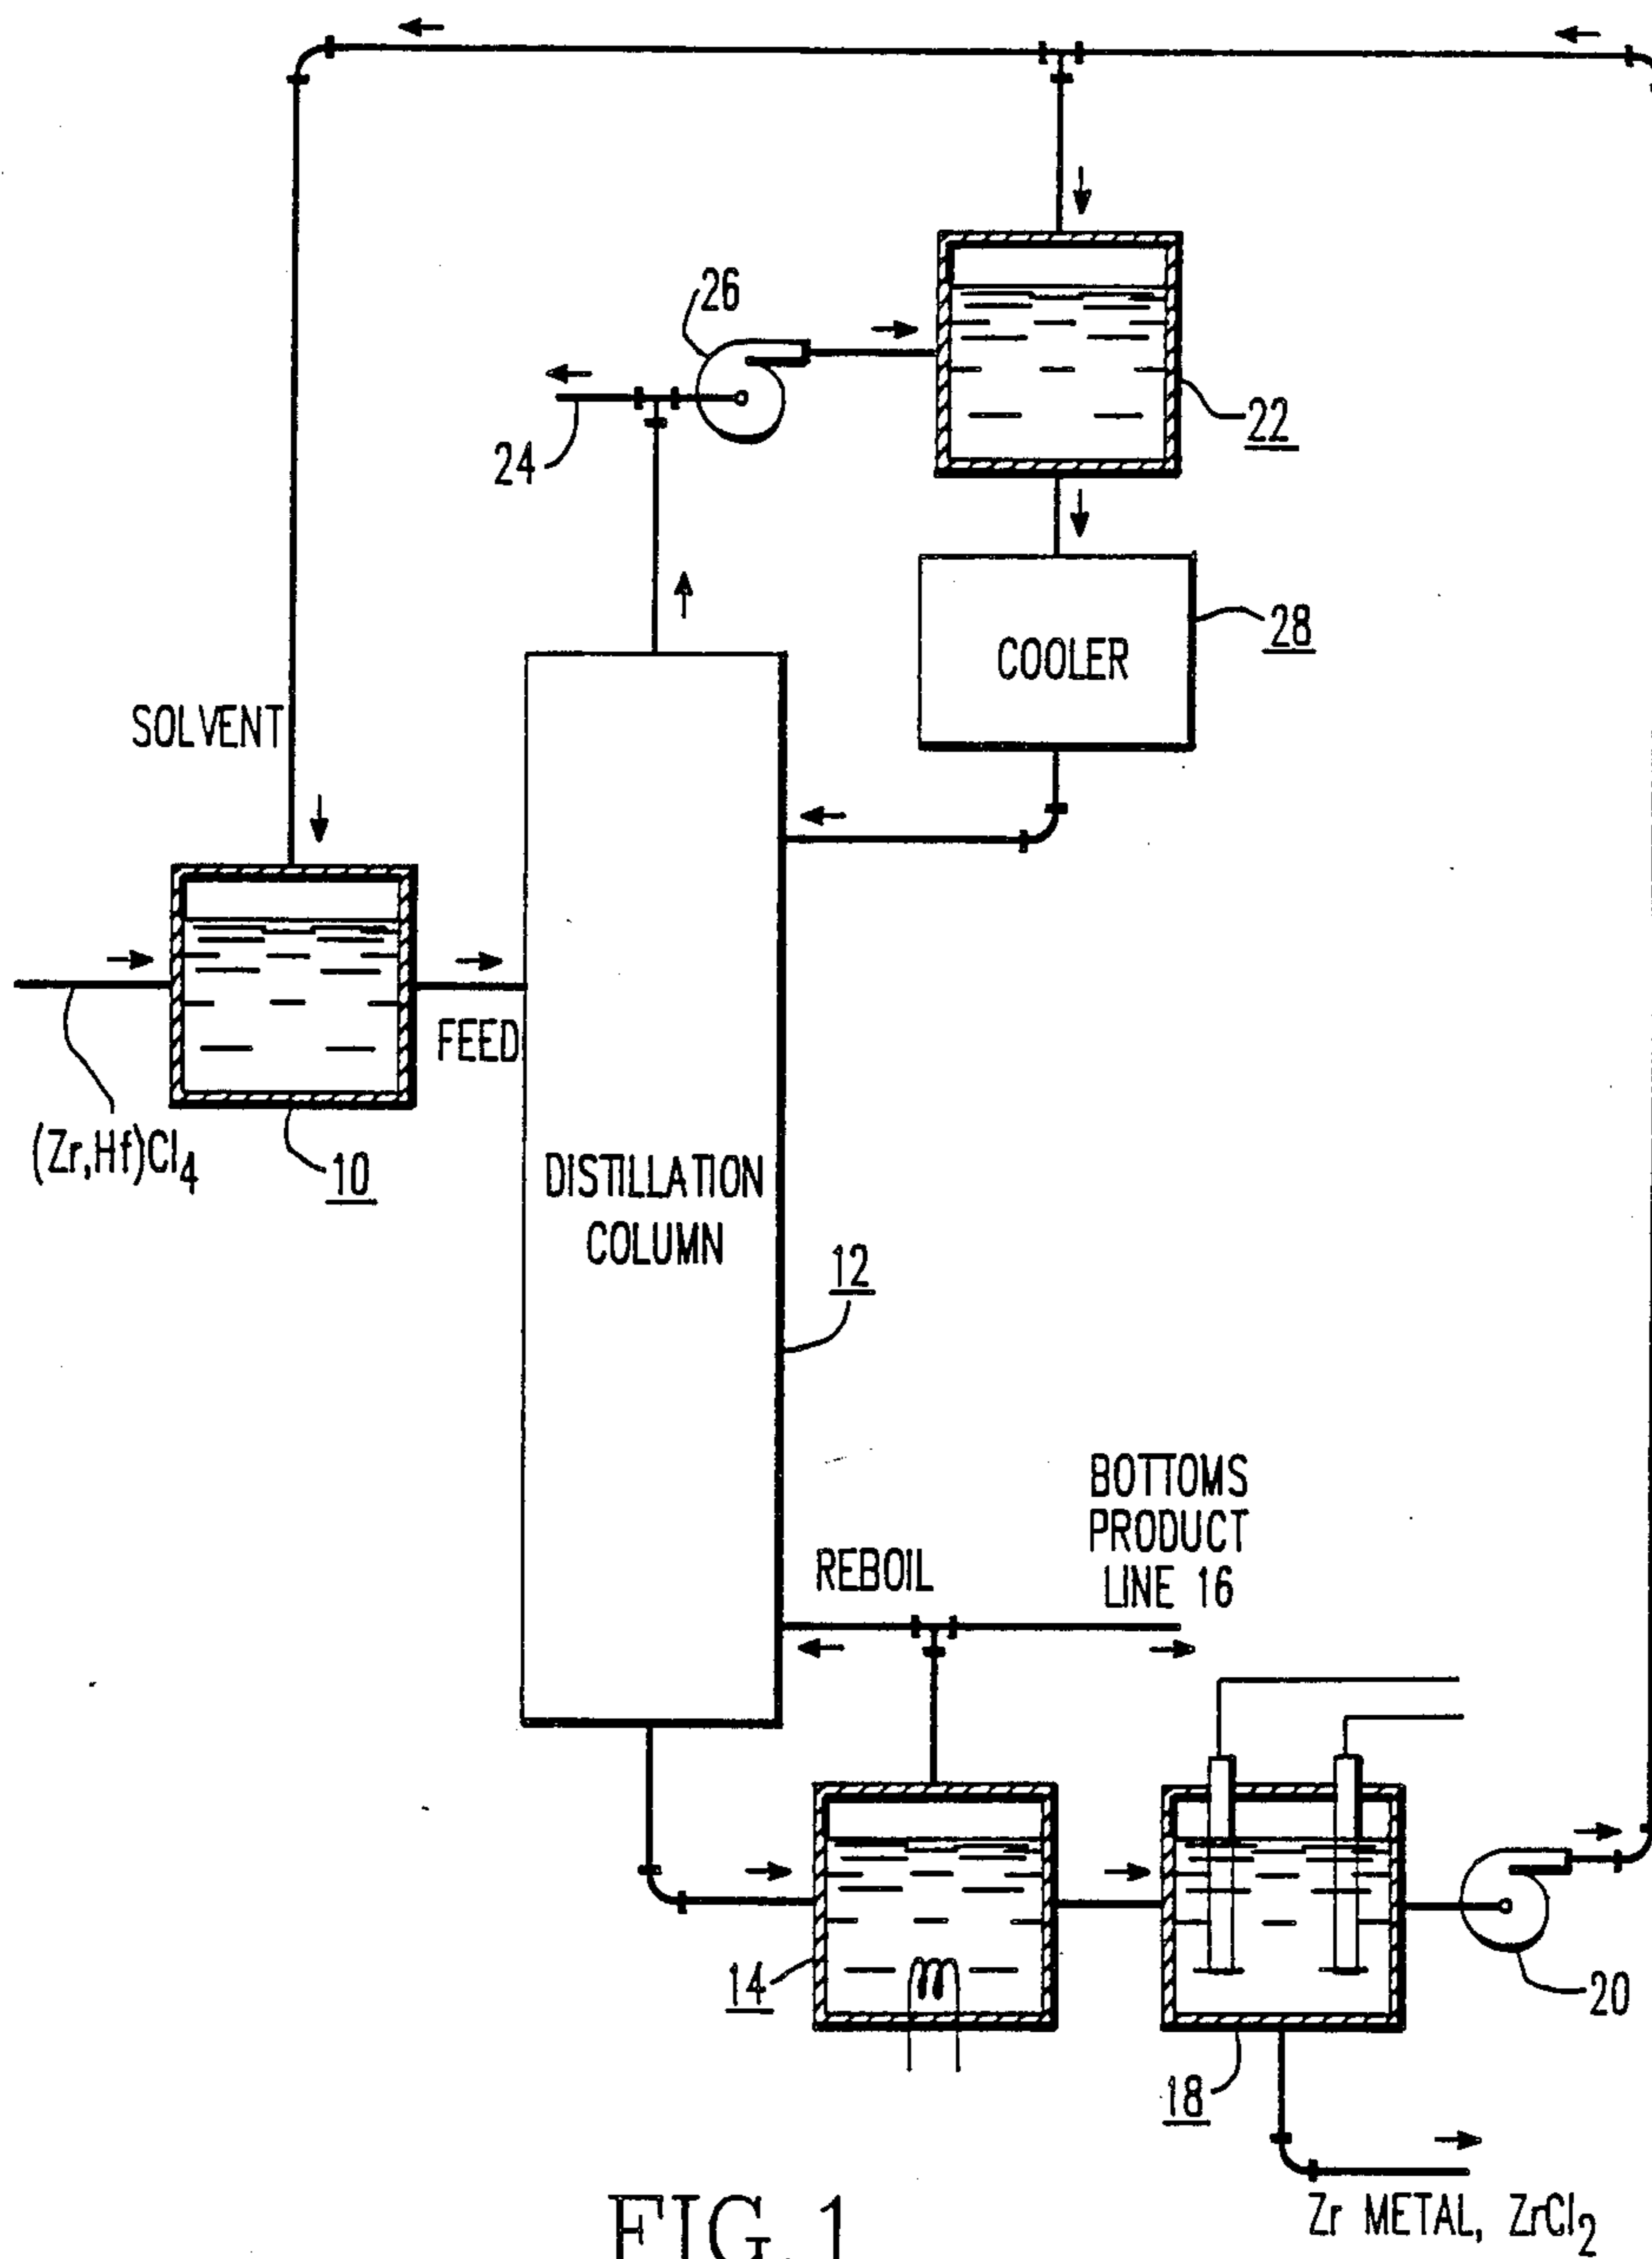 26
22
24
COOLER
28
SOLVENT
FEED
(Zr,Hf)Cl4
10
DISTILLATION
COLUMN
12
BOTTOMS
PRODUCT
LINE 16
REBOIL
14
20
18
Zr METAL, ZrCl2
FIG. 1